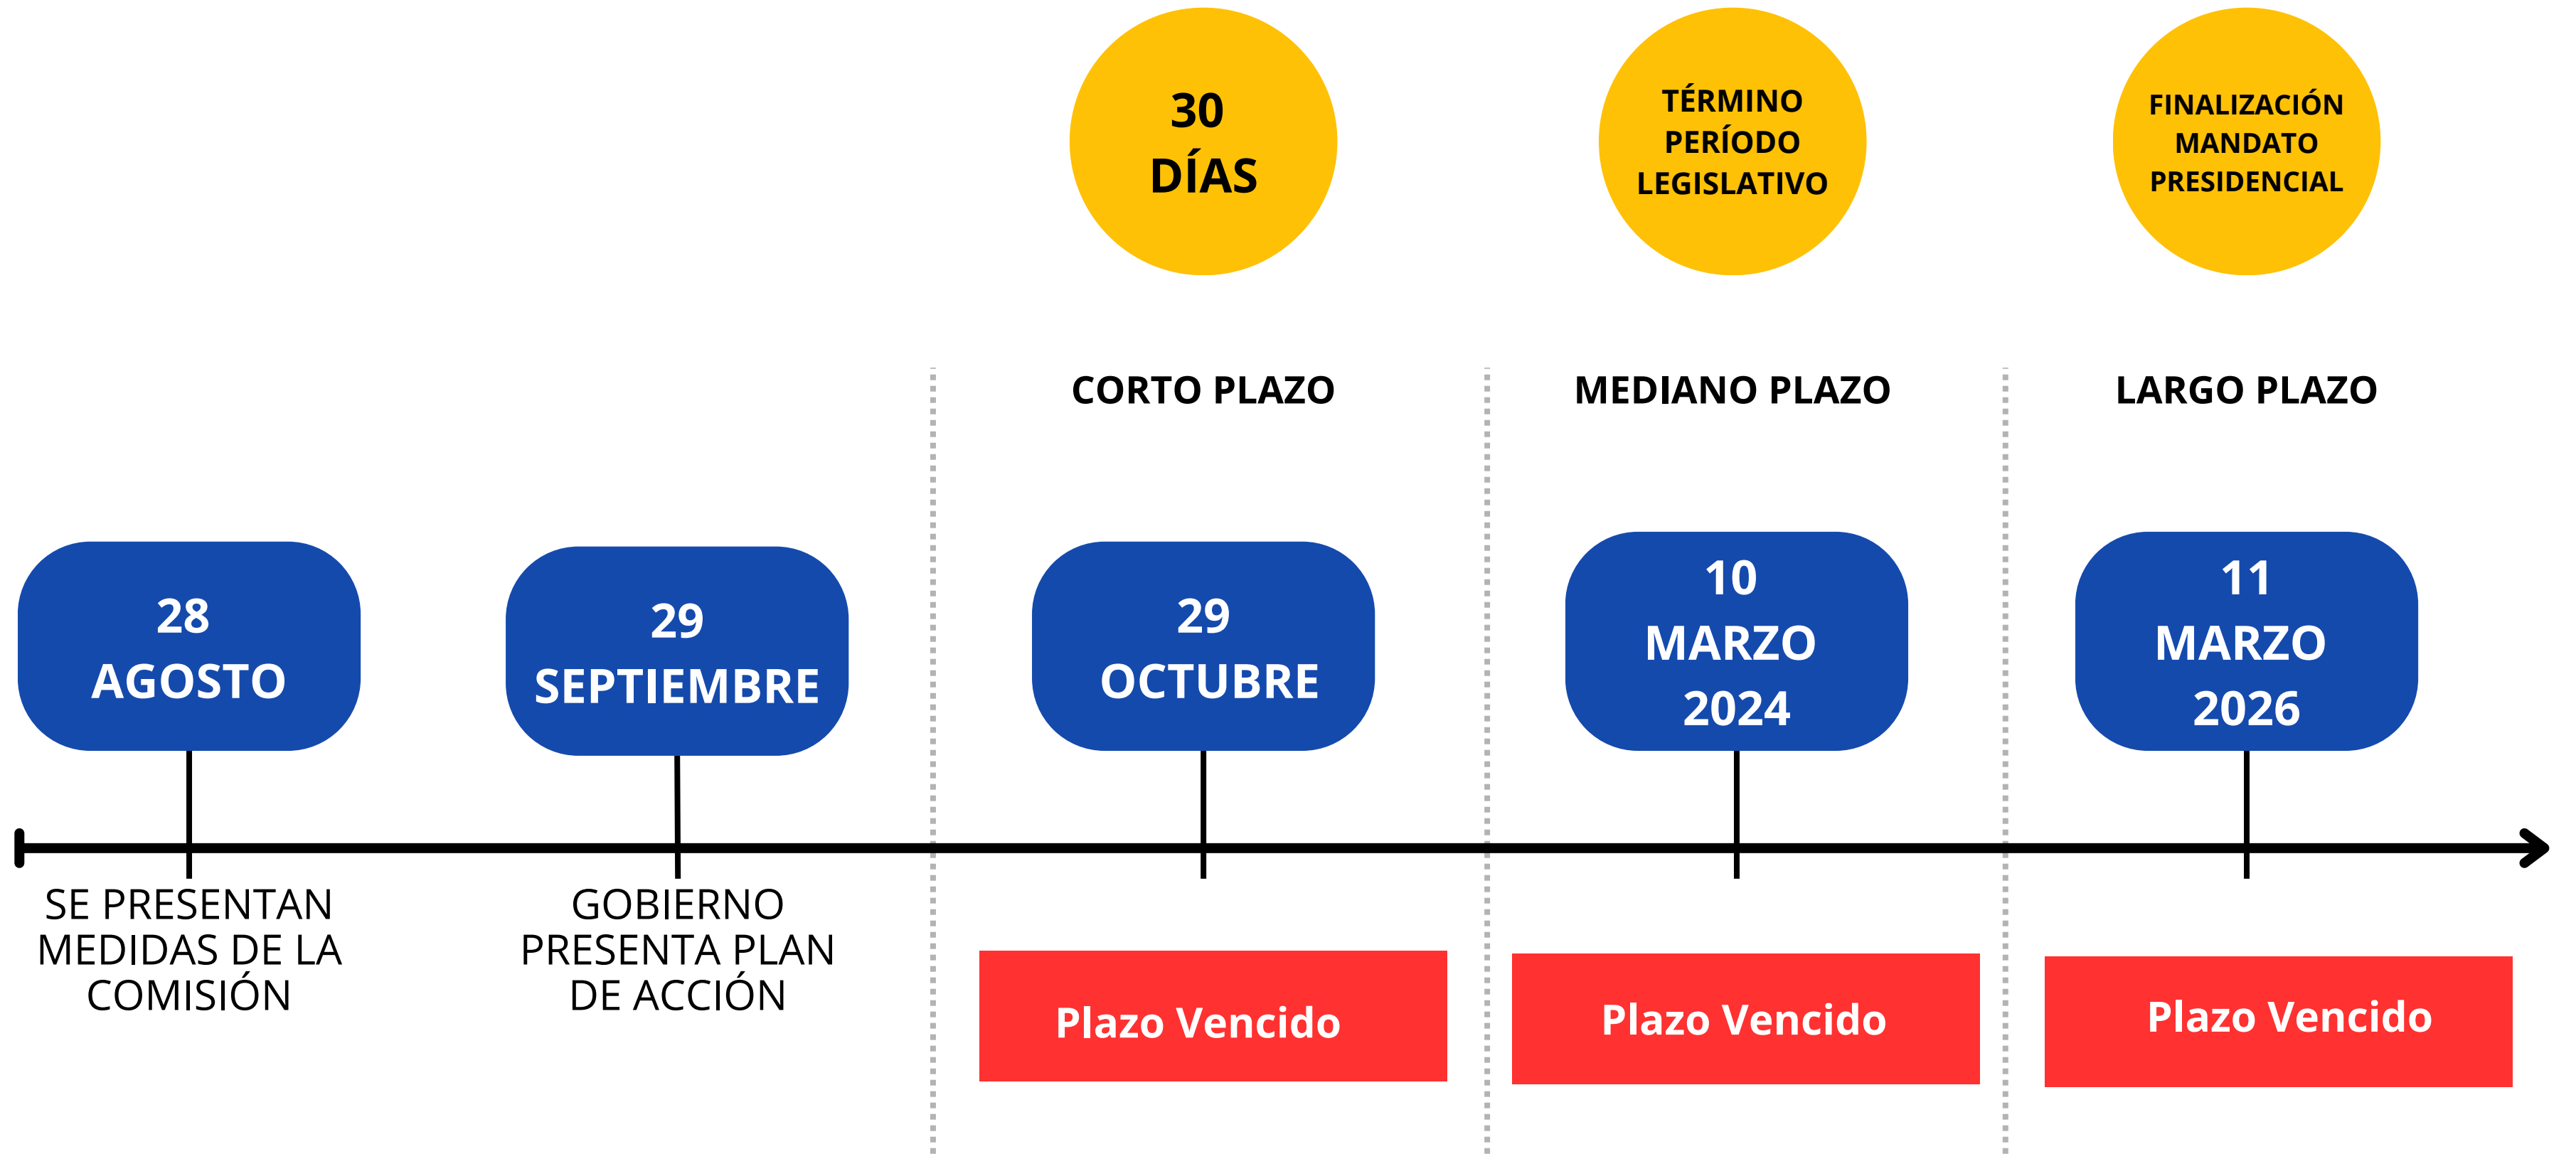 30
DÍAS
TÉRMINO
PERÍODO
LEGISLATIVO
FINALIZACIÓN
MANDATO
PRESIDENCIAL
CORTO PLAZO
MEDIANO PLAZO
LARGO PLAZO
28
AGOSTO
29
SEPTIEMBRE
29
OCTUBRE
10
MARZO
2024
11
MARZO
2026
SE PRESENTAN
MEDIDAS DE LA
COMISIÓN
GOBIERNO
PRESENTA PLAN
DE ACCIÓN
Plazo Vencido
Plazo Vencido
Plazo Vencido